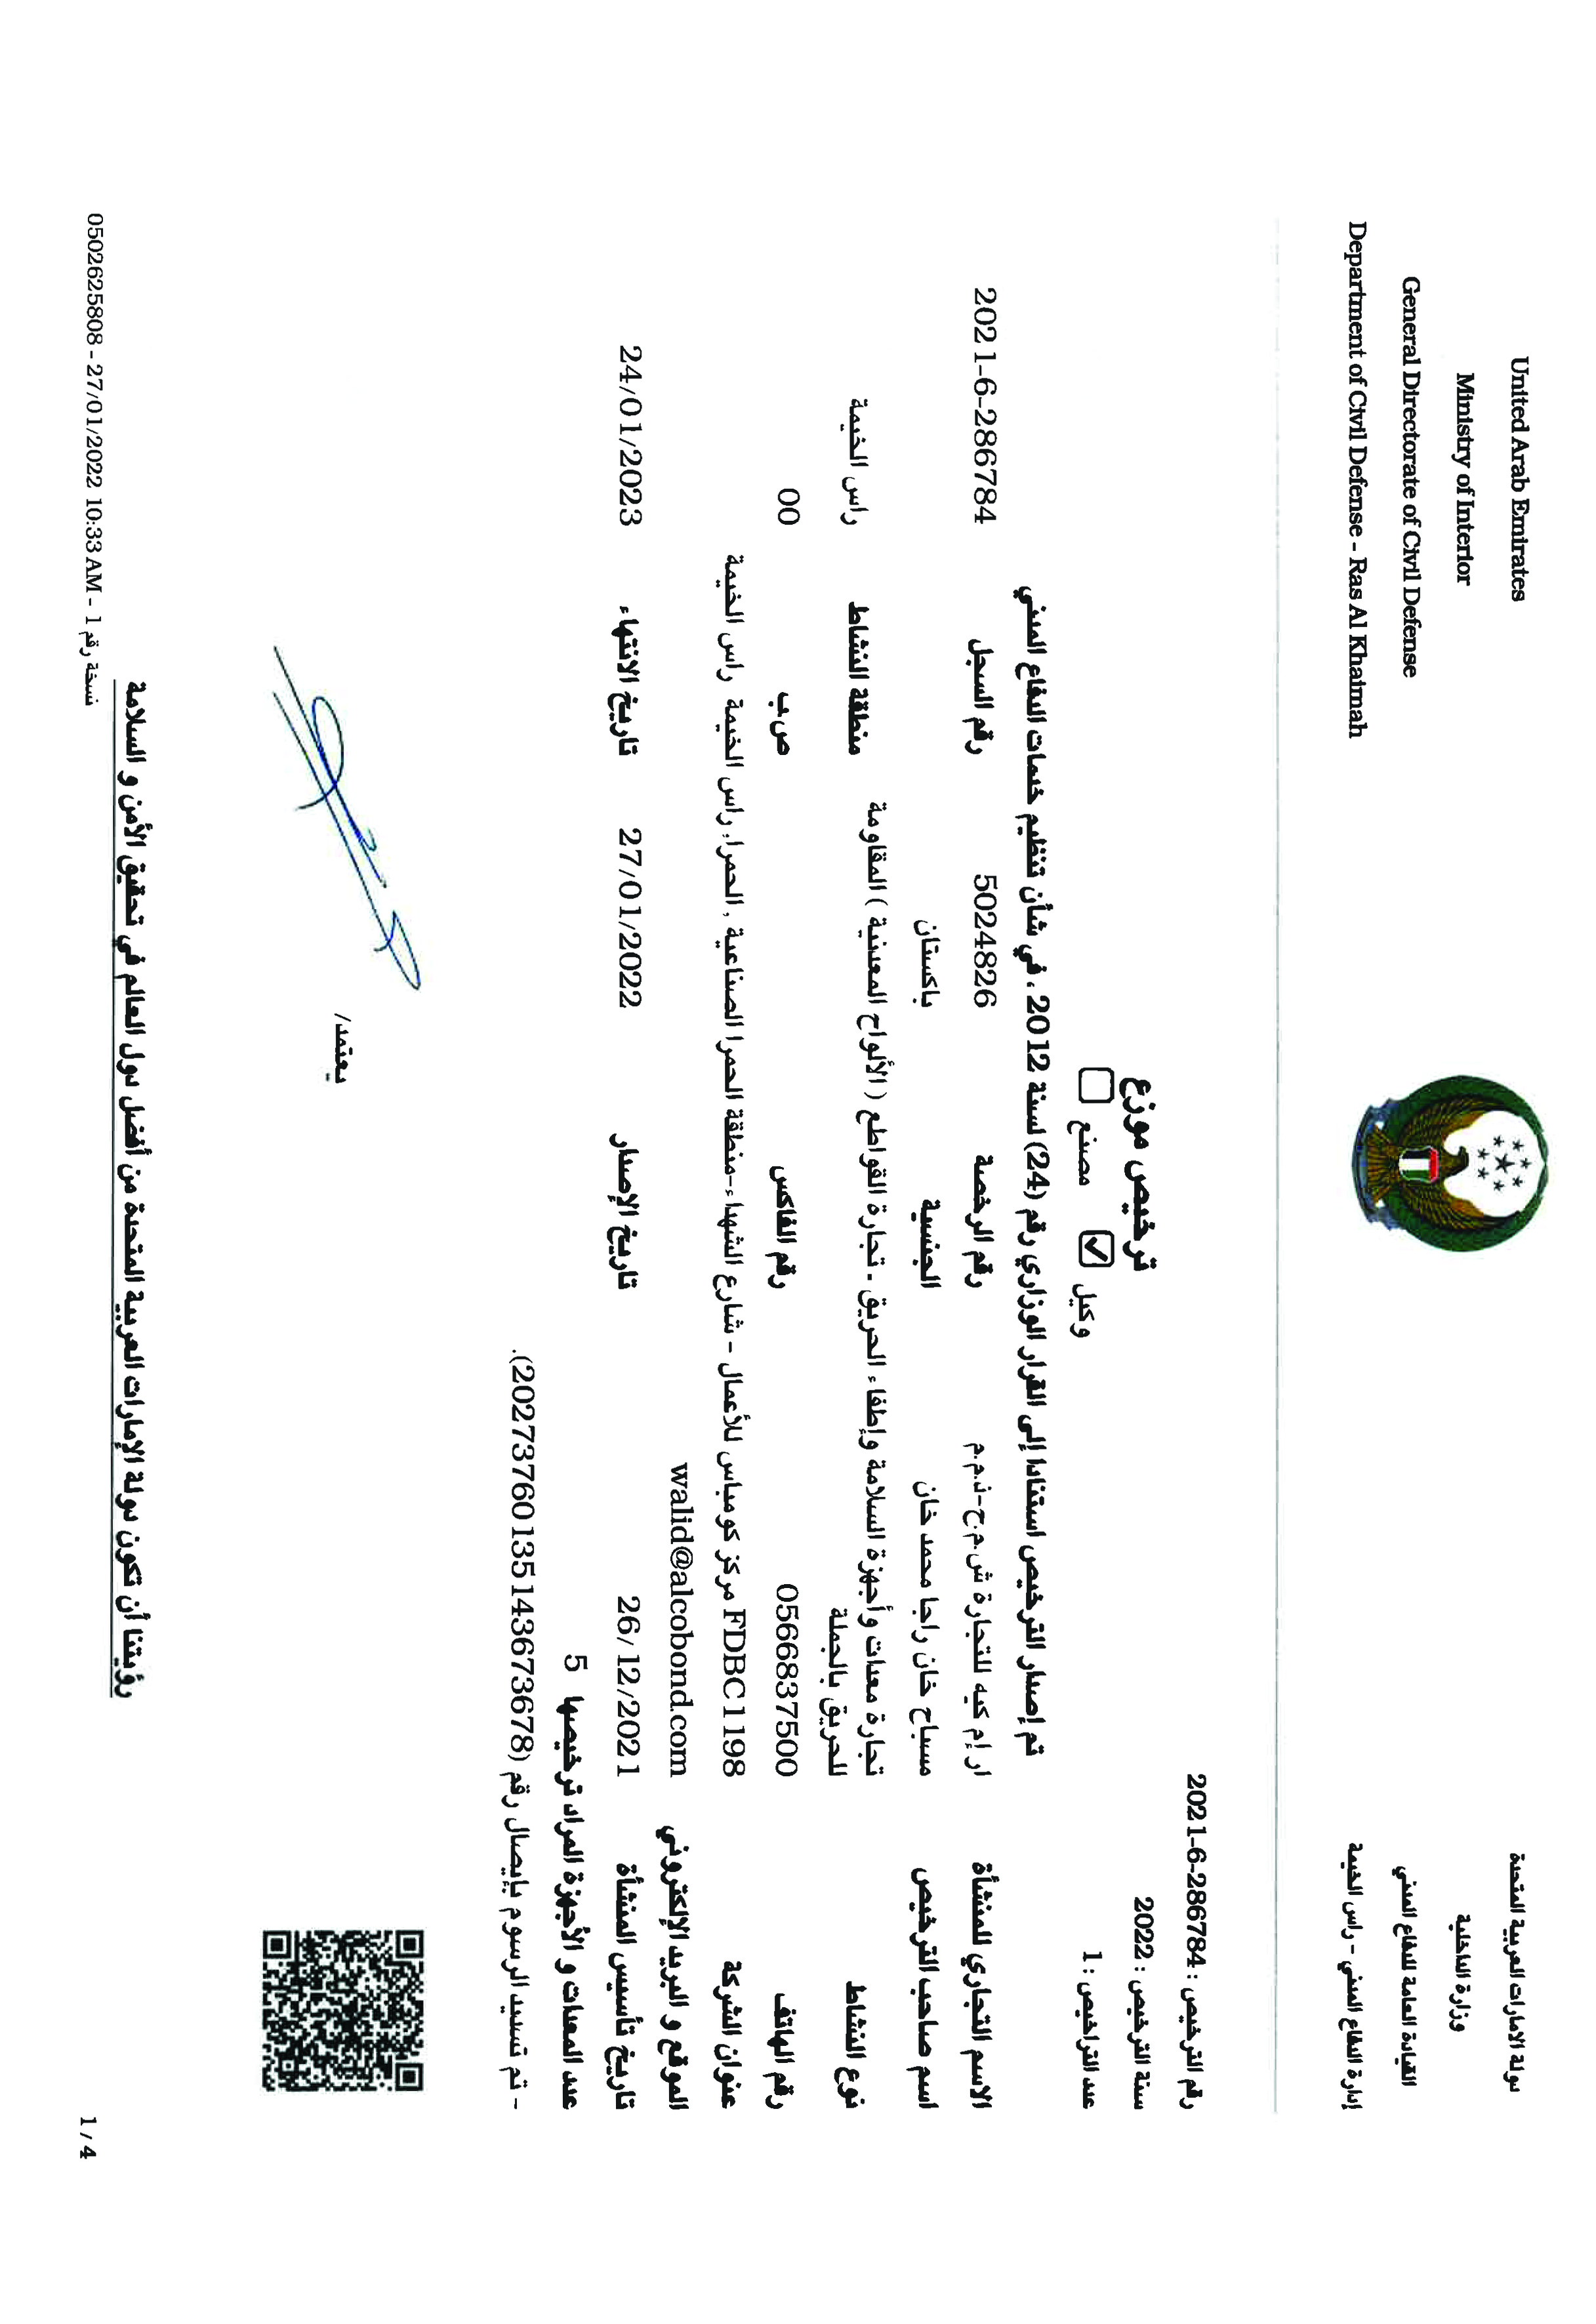 United Arab Emirates
Ministry of Interior
General Directorate of Civil Defense
Department of Civil Defense - Ras Al Khaimah
دولة الامارات العربية المتحدة
وزارة الداخلية
القيادة العامة للدفاع المدني
إدارة الدفاع المدني - راس الخيمة
رقم الترخيص : 2021-6-286784
سنة الترخيص : 2022
عدد التراخيص : 1
ترخيص موزع
وكيل مصنع
تم إصدار الترخيص استنادا إلى القرار الوزاري رقم (24) لسنة 2012 ، في شأن تنظيم خدمات الدفاع المدني
الاسم التجاري للمنشأة ار إم كيه للتجارة ش.م.ح-ذ.م.م رقم الرخصة 5024826 رقم السجل 2021-6-286784
اسم صاحب الترخيص مسباح خان راجا محمد خان الجنسية باكستان
نوع النشاط تجارة معدات وأجهزة السلامة وإطفاء الحريق - تجارة القواطع ( الألواح المعدنية ) المقاومة للحريق بالجملة منطقة النشاط راس الخيمة
رقم الهاتف 0566837500 رقم الفاكس ص.ب 00
عنوان الشركة FDBC1198 مركز كومباس للأعمال - شارع الشهداء-منطقة الحمرا الصناعية , الحمرا, راس الخيمة راس الخيمة
الموقع و البريد الإلكتروني walid@alcobond.com
تاريخ تأسيس المنشأة 26/12/2021 تاريخ الإصدار 27/01/2022 تاريخ الانتهاء 24/01/2023
عدد المعدات و الأجهزة المراد ترخيصها 5
- تم تسديد الرسوم بإيصال رقم (20273760135143673678).
يعتمد/
رؤيتنا أن تكون دولة الإمارات العربية المتحدة من أفضل دول العالم في تحقيق الأمن و السلامة
0502625808 - 27/01/2022 10:33 AM - نسخة رقم 1
1 / 4